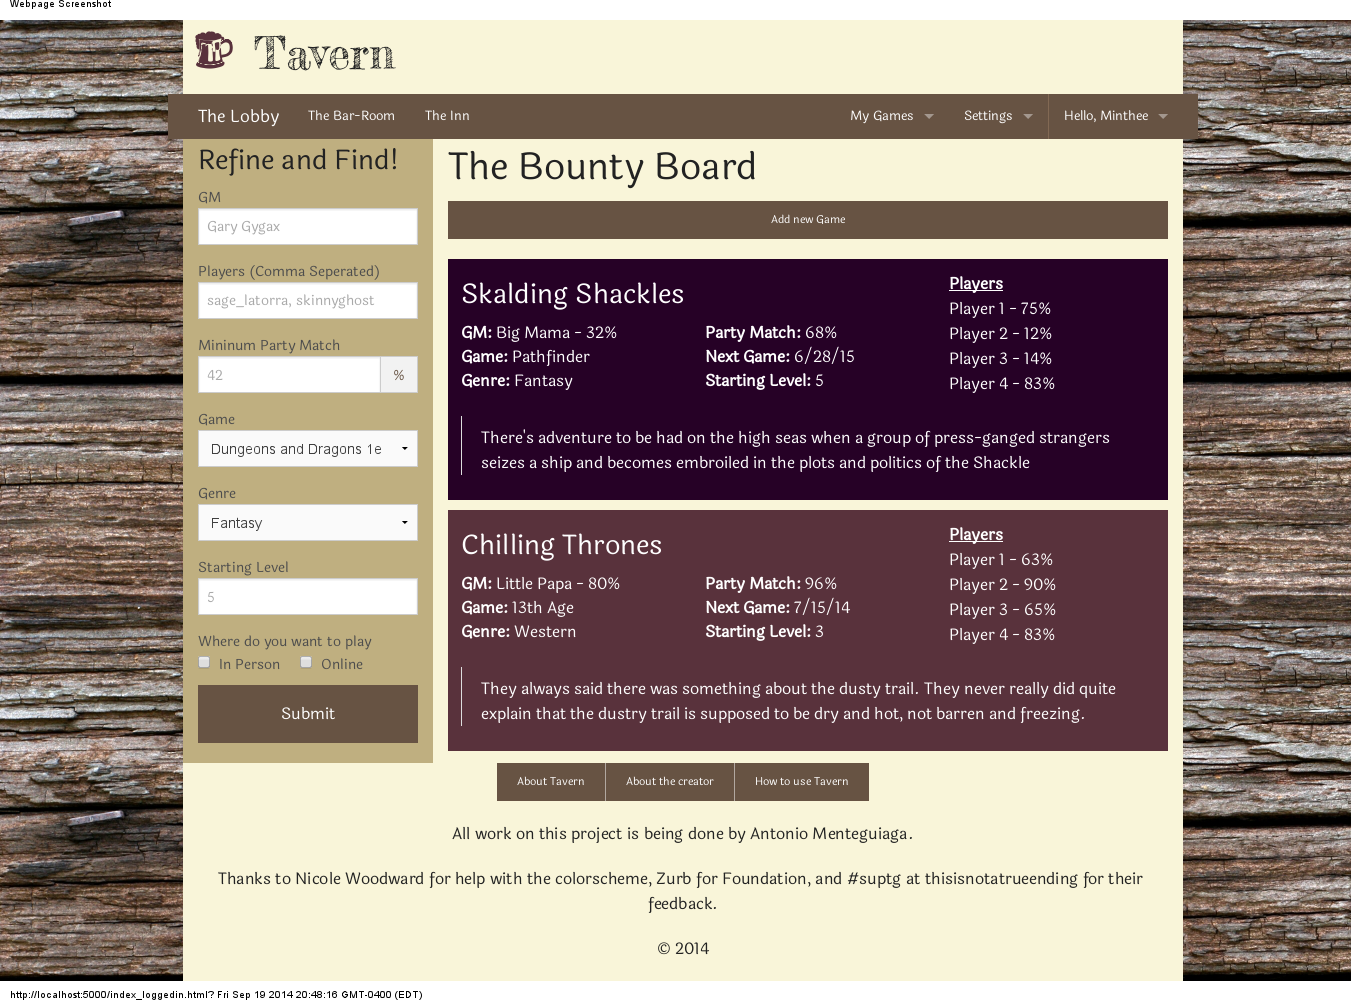 Webpage Screenshot
Tavern
The Lobby
The Bar-Room
The Inn
My Games
Settings
Hello, Minthee
Refine and Find!
GM
Gary Gygax
Players (Comma Seperated)
sage_latorra, skinnyghost
Mininum Party Match
42
%
Game
Dungeons and Dragons 1e
Genre
Fantasy
Starting Level
5
Where do you want to play
In Person
Online
Submit
The Bounty Board
Add new Game
Skalding Shackles
GM: Big Mama - 32%
Game: Pathfinder
Genre: Fantasy
Party Match: 68%
Next Game: 6/28/15
Starting Level: 5
Players
Player 1 - 75%
Player 2 - 12%
Player 3 - 14%
Player 4 - 83%
There's adventure to be had on the high seas when a group of press-ganged strangers
seizes a ship and becomes embroiled in the plots and politics of the Shackle
Chilling Thrones
GM: Little Papa - 80%
Game: 13th Age
Genre: Western
Party Match: 96%
Next Game: 7/15/14
Starting Level: 3
Players
Player 1 - 63%
Player 2 - 90%
Player 3 - 65%
Player 4 - 83%
They always said there was something about the dusty trail. They never really did quite
explain that the dustry trail is supposed to be dry and hot, not barren and freezing.
About Tavern
About the creator
How to use Tavern
All work on this project is being done by Antonio Menteguiaga.
Thanks to Nicole Woodward for help with the colorscheme, Zurb for Foundation, and #suptg at thisisnotatrueending for their
feedback.
© 2014
http://localhost:5000/index_loggedin.html? Fri Sep 19 2014 20:48:16 GMT-0400 (EDT)